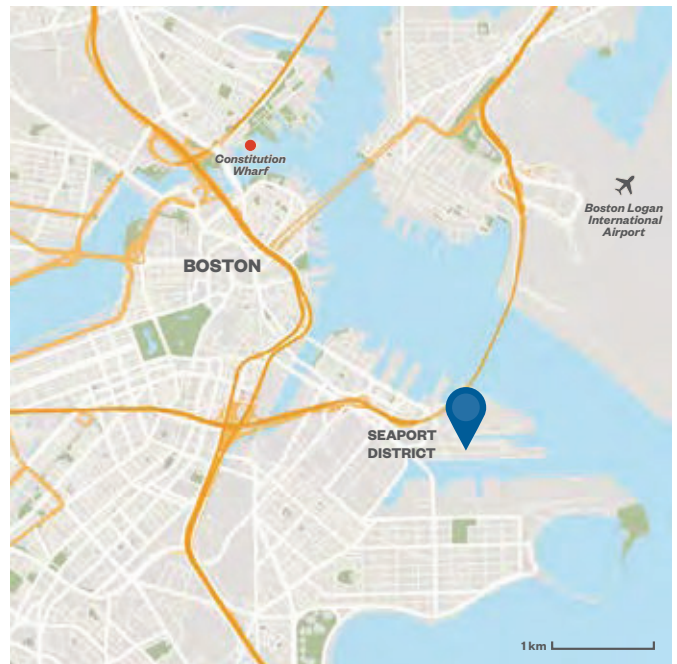 Constitution
Wharf
Boston Logan
International
Airport
BOSTON
SEAPORT
DISTRICT
1 km